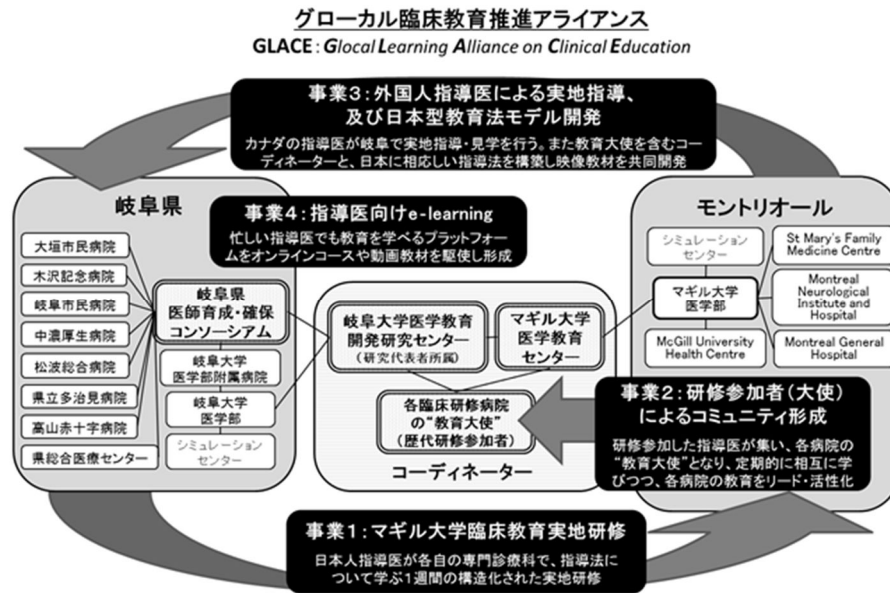 グローカル臨床教育推進アライアンス
GLACE：Glocal Learning Alliance on Clinical Education
事業3：外国人指導医による実地指導、
及び日本型教育法モデル開発
カナダの指導医が岐阜で実地指導・見学を行う。また教育大使を含むコー
ディネーターと、日本に相応しい指導法を構築し映像教材を共同開発
岐阜県
大垣市民病院
木沢記念病院
岐阜市民病院
中濃厚生病院
松波総合病院
県立多治見病院
高山赤十字病院
県総合医療センター
岐阜県
医師育成・確保
コンソーシアム
岐阜大学
医学部附属病院
岐阜大学
医学部
シミュレーション
センター
事業4：指導医向けe-learning
忙しい指導医でも教育を学べるプラットフォー
ムをオンラインコースや動画教材を駆使し形成
岐阜大学医学教育
開発研究センター
（研究代表者所属）
マギル大学
医学教育
センター
各臨床研修病院
の“教育大使”
（歴代研修参加者）
コーディネーター
モントリオール
シミュレーション
センター
マギル大学
医学部
McGill University
Health Centre
St Mary's Family
Medicine Centre
Montreal
Neurological
Institute and
Hospital
Montreal General
Hospital
事業2：研修参加者（大使）
によるコミュニティ形成
研修参加した指導医が集い、各病院の
“教育大使”となり、定期的に相互に学
びつつ、各病院の教育をリード・活性化
事業1：マギル大学臨床教育実地研修
日本人指導医が各自の専門診療科で、指導法に
ついて学ぶ1週間の構造化された実地研修